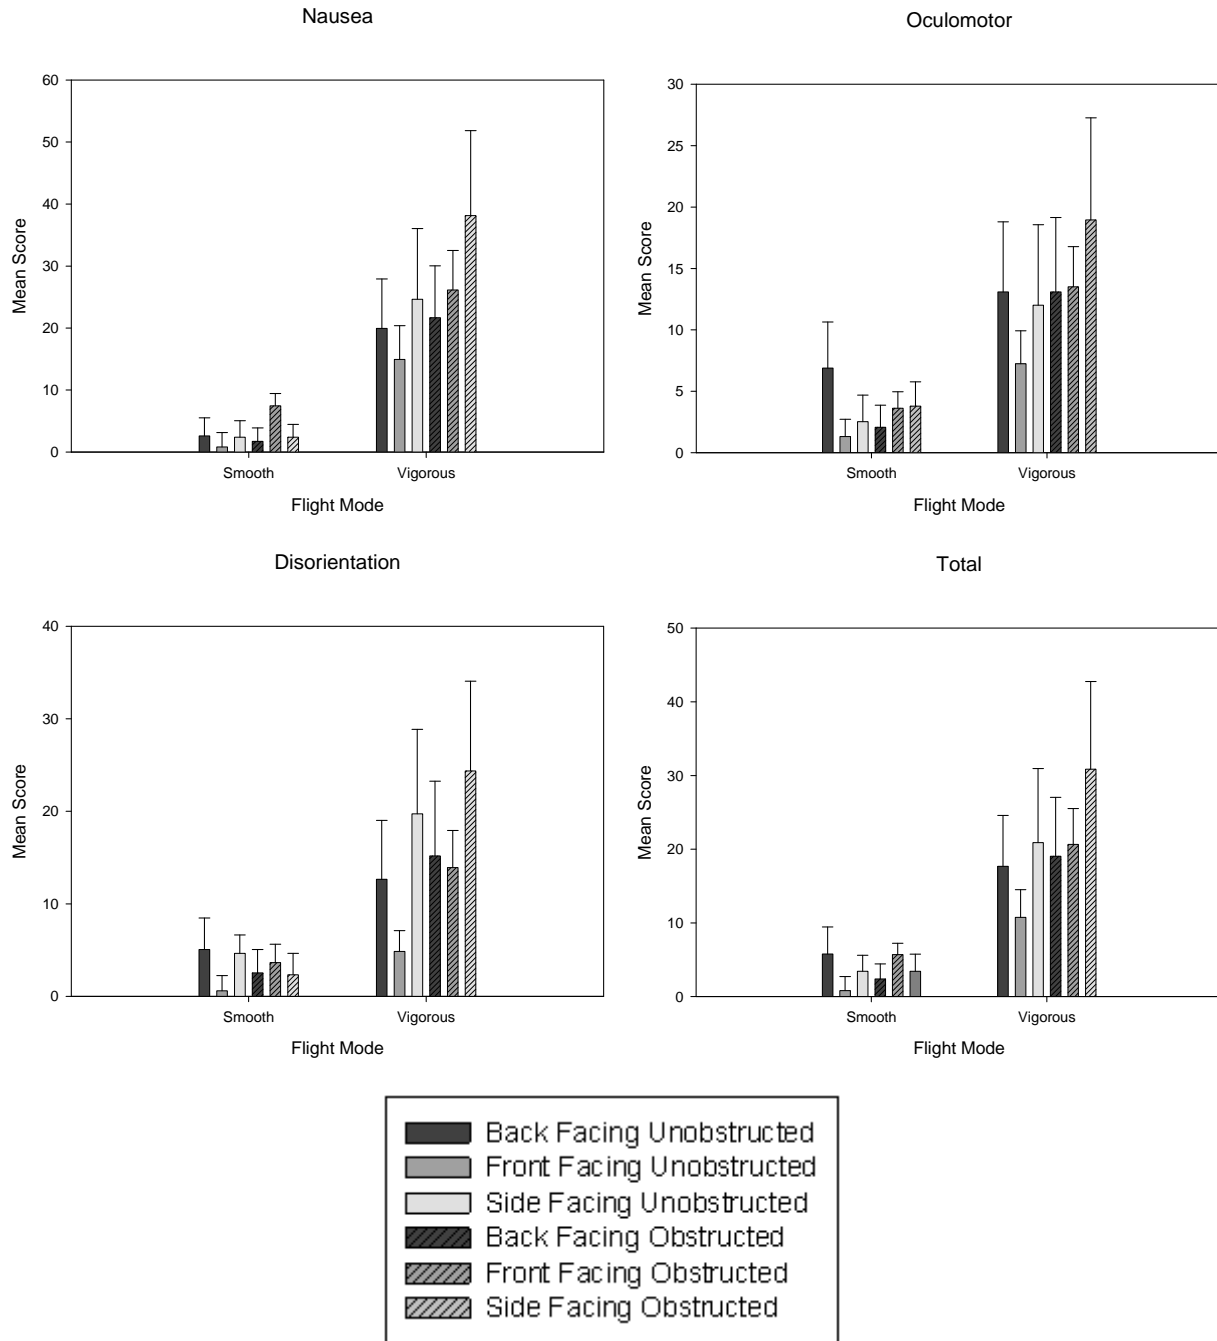 Nausea
60
50
40
30
20
10
0
Mean Score
Smooth
Vigorous
Flight Mode
Oculomotor
30
25
20
15
10
5
0
Mean Score
Smooth
Vigorous
Flight Mode
Disorientation
40
30
20
10
0
Mean Score
Smooth
Vigorous
Flight Mode
Total
50
40
30
20
10
0
Mean Score
Smooth
Vigorous
Flight Mode
Back Facing Unobstructed
Front Facing Unobstructed
Side Facing Unobstructed
Back Facing Obstructed
Front Facing Obstructed
Side Facing Obstructed